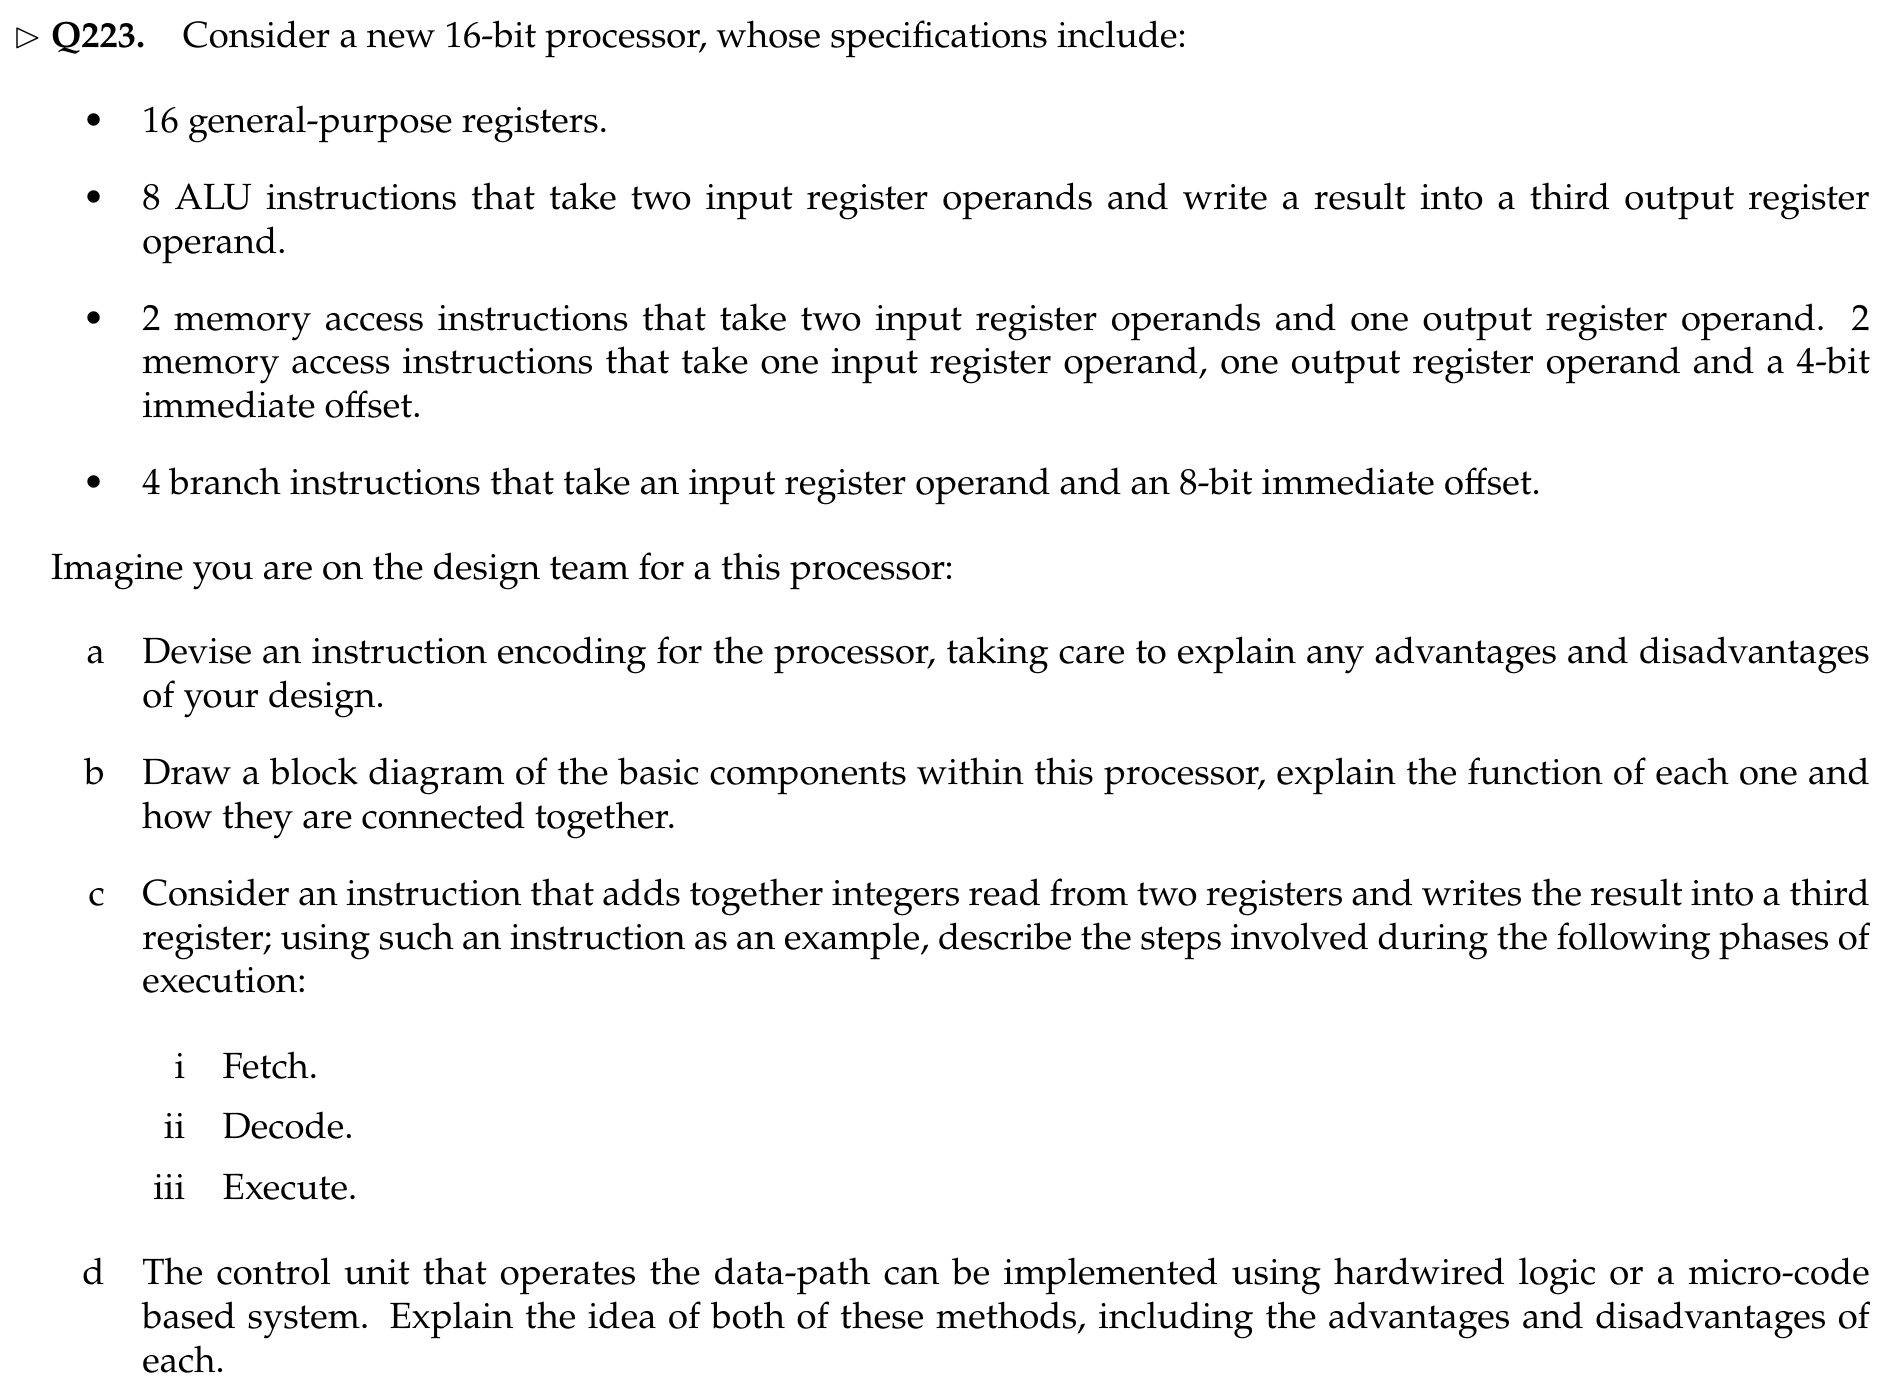 ▷ Q223. Consider a new 16-bit processor, whose specifications include:
• 16 general-purpose registers.
• 8 ALU instructions that take two input register operands and write a result into a third output register
operand.
• 2 memory access instructions that take two input register operands and one output register operand. 2
memory access instructions that take one input register operand, one output register operand and a 4-bit
immediate offset.
• 4 branch instructions that take an input register operand and an 8-bit immediate offset.
Imagine you are on the design team for a this processor:
a Devise an instruction encoding for the processor, taking care to explain any advantages and disadvantages
of your design.
b Draw a block diagram of the basic components within this processor, explain the function of each one and
how they are connected together.
c Consider an instruction that adds together integers read from two registers and writes the result into a third
register; using such an instruction as an example, describe the steps involved during the following phases of
execution:
i Fetch.
ii Decode.
iii Execute.
d The control unit that operates the data-path can be implemented using hardwired logic or a micro-code
based system. Explain the idea of both of these methods, including the advantages and disadvantages of
each.